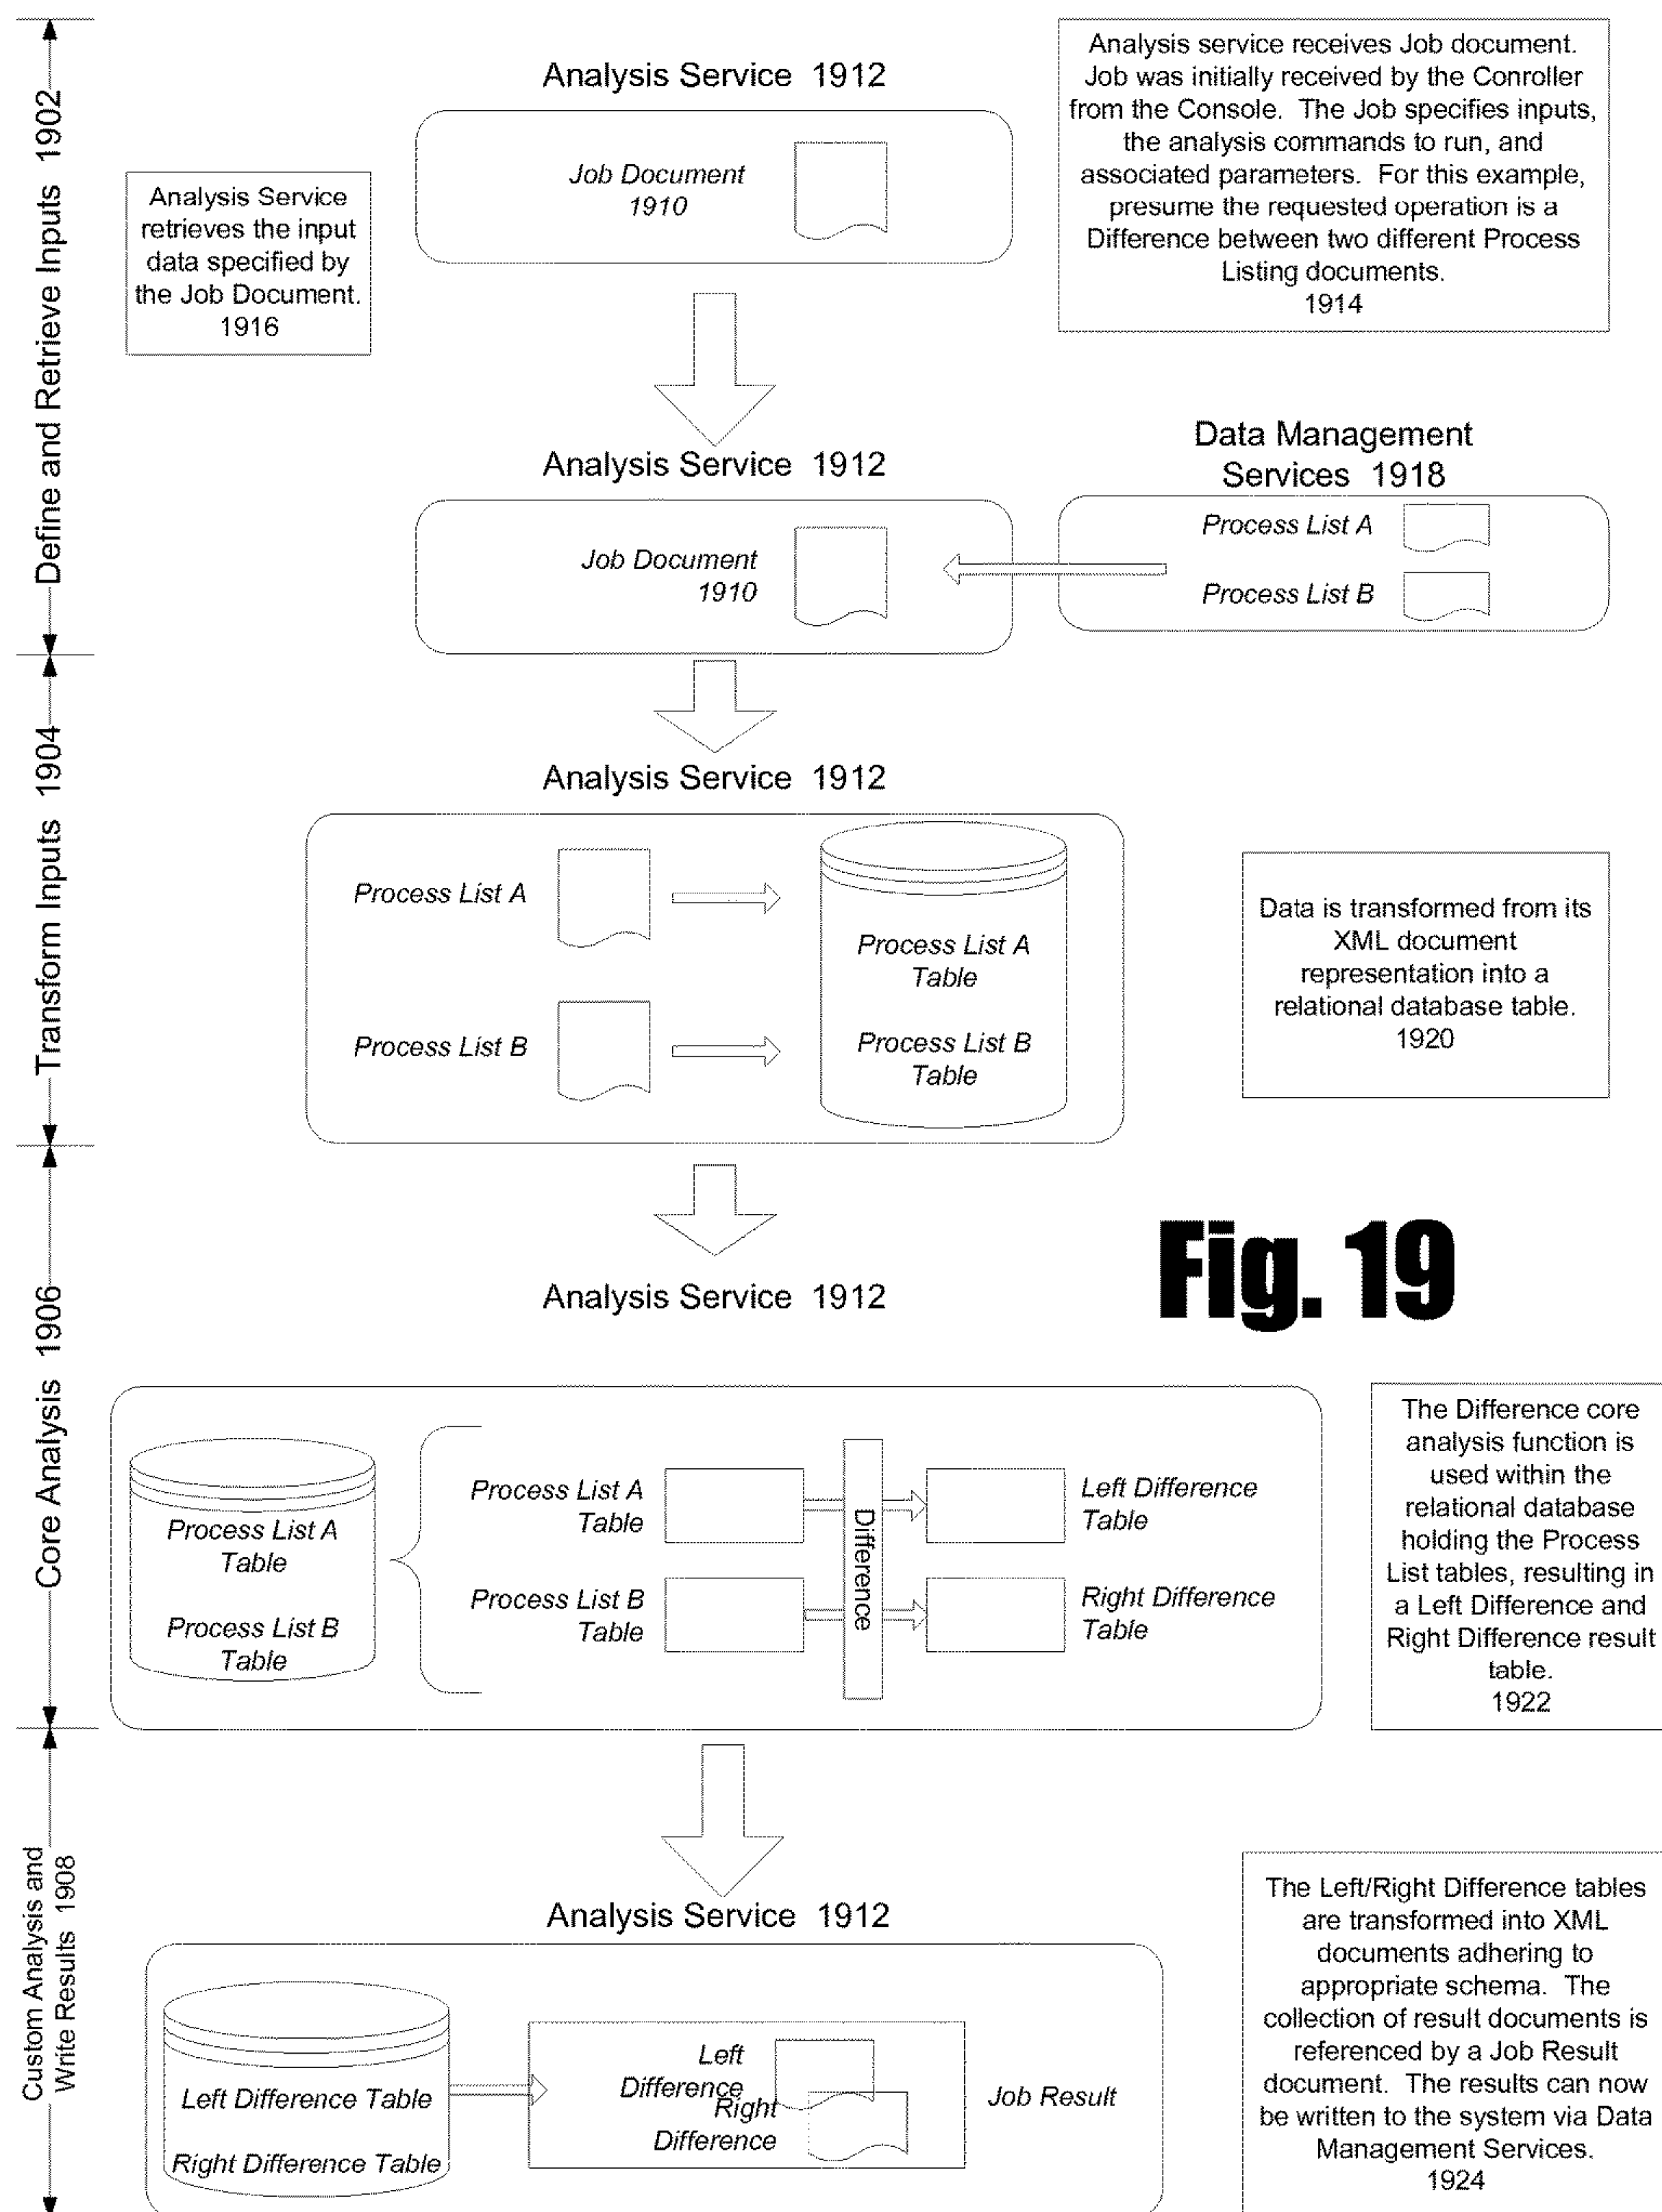 Define and Retrieve Inputs 1902
Analysis Service 1912
Job Document
1910
Analysis service receives Job document.
Job was initially received by the Conroller
from the Console. The Job specifies inputs,
the analysis commands to run, and
associated parameters. For this example,
presume the requested operation is a
Difference between two different Process
Listing documents.
1914
Analysis Service
retrieves the input
data specified by
the Job Document.
1916
Analysis Service 1912
Job Document
1910
Data Management
Services 1918
Process List A
Process List B
Transform Inputs 1904
Analysis Service 1912
Process List A
Process List B
Process List A
Table
Process List B
Table
Data is transformed from its
XML document
representation into a
relational database table.
1920
Fig. 19
Core Analysis 1906
Analysis Service 1912
Process List A
Table
Process List B
Table
Process List A
Table
Process List B
Table
Difference
Left Difference
Table
Right Difference
Table
The Difference core
analysis function is
used within the
relational database
holding the Process
List tables, resulting in
a Left Difference and
Right Difference result
table.
1922
Custom Analysis and
Write Results 1908
Analysis Service 1912
Left Difference Table
Right Difference Table
Left
Difference
Right
Difference
Job Result
The Left/Right Difference tables
are transformed into XML
documents adhering to
appropriate schema. The
collection of result documents is
referenced by a Job Result
document. The results can now
be written to the system via Data
Management Services.
1924